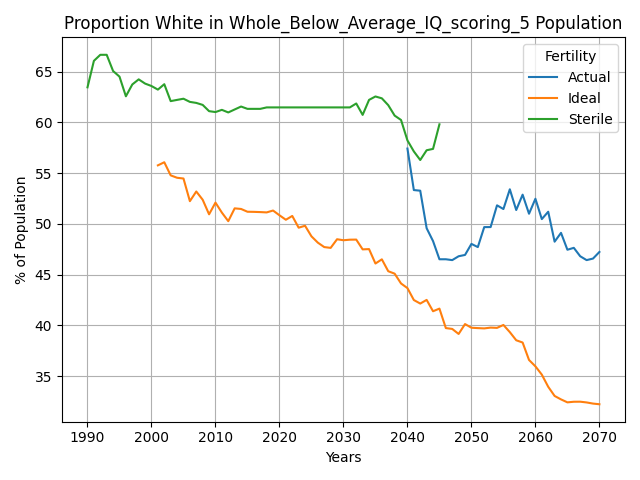 Proportion White in Whole_Below_Average_IQ_scoring_5 Population
Fertility
Actual
Ideal
Sterile
% of Population
65
60
55
50
45
40
35
1990 2000 2010 2020 2030 2040 2050 2060 2070
Years